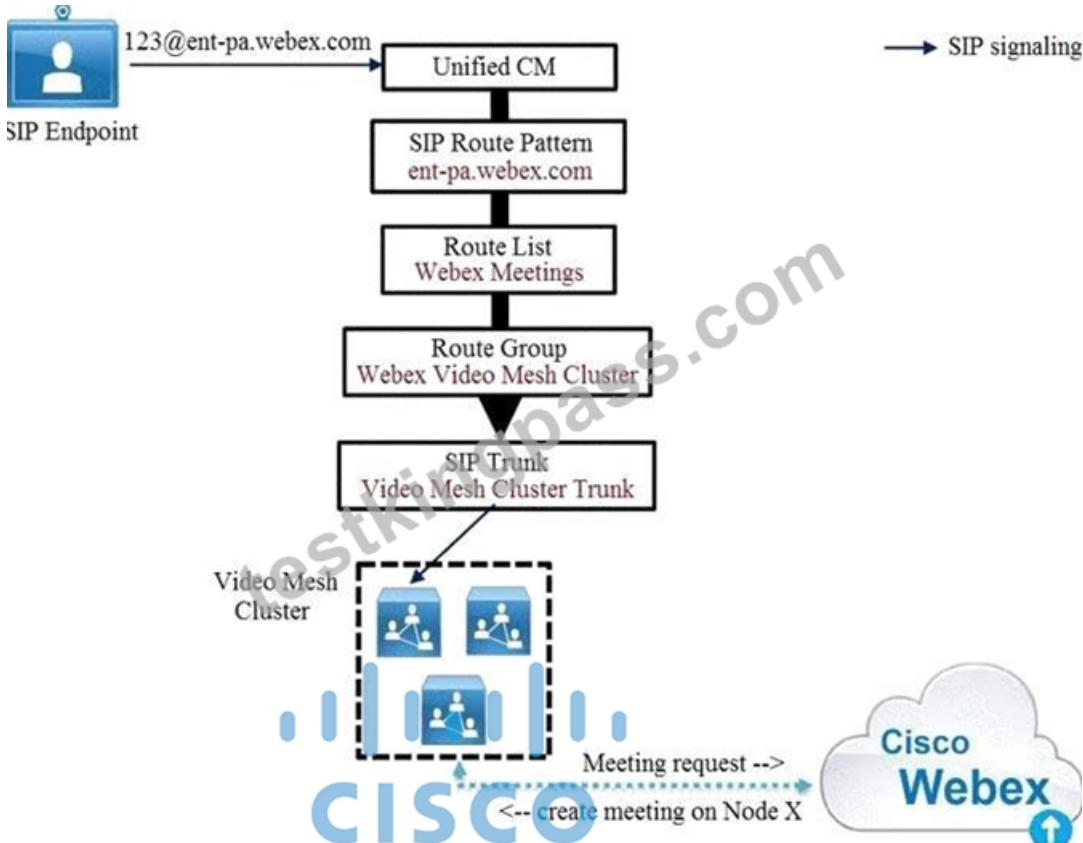 123@ent-pa.webex.com
SIP signaling
Unified CM
SIP Endpoint
SIP Route Pattern
ent-pa.webex.com
Route List
Webex Meetings
Route Group
Webex Video Mesh Cluster
SIP Trunk
Video Mesh Cluster Trunk
testkingpass.com
Video Mesh
Cluster
CISCO
Meeting request -->
<-- create meeting on Node X
Cisco
Webex